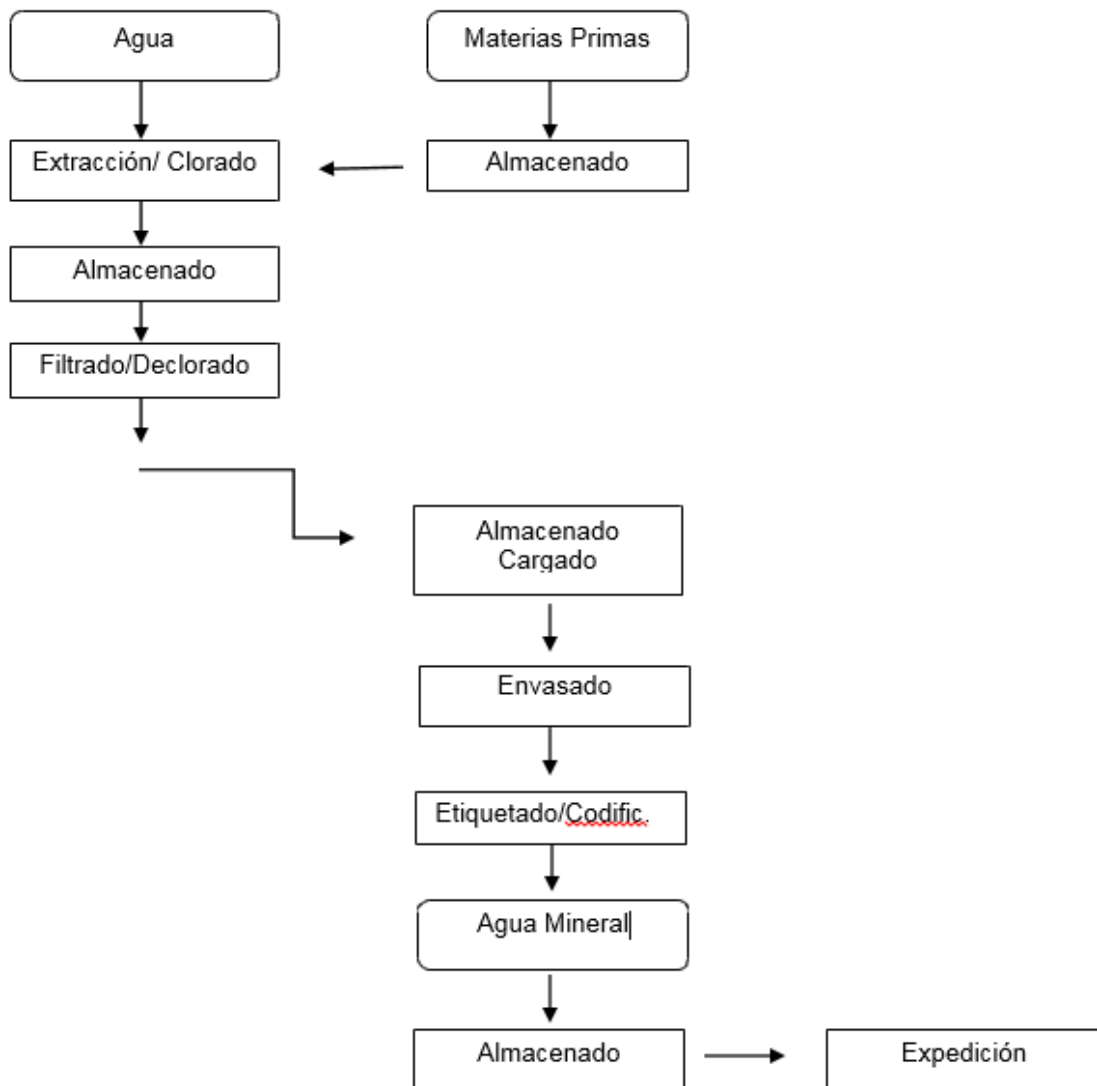 Agua
Materias Primas
Extracción/ Clorado
Almacenado
Almacenado
Filtrado/Declorado
Almacenado
Cargado
Envasado
Etiquetado/Codific.
Agua Mineral
Almacenado
Expedición